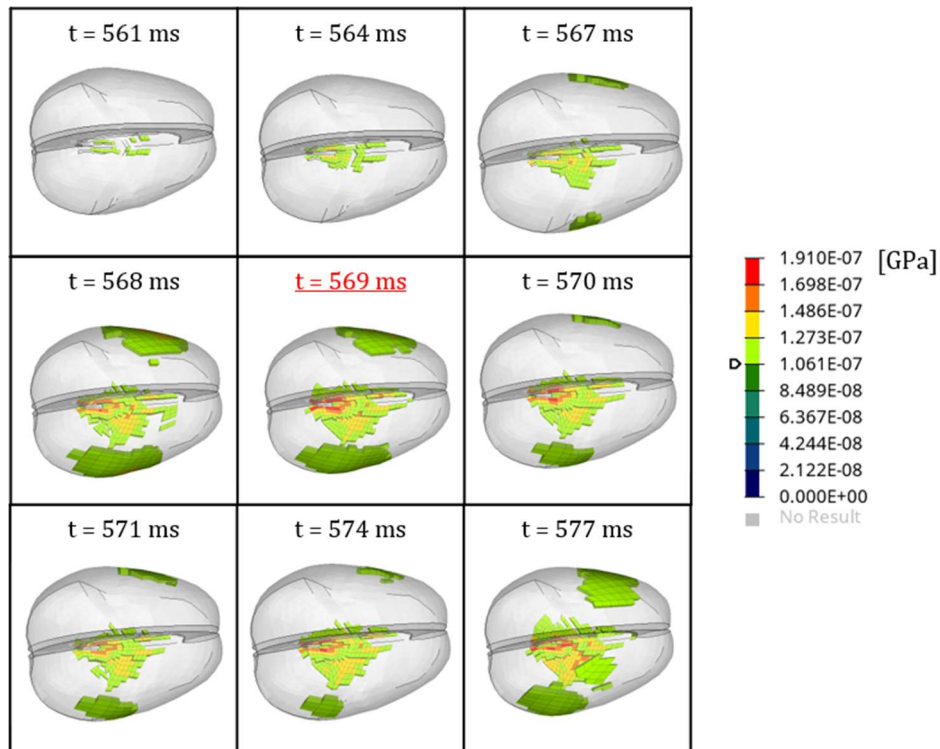 t = 561 ms
t = 564 ms
t = 567 ms
t = 568 ms
t = 569 ms
t = 570 ms
t = 571 ms
t = 574 ms
t = 577 ms
1.910E-07 [GPa]
1.698E-07
1.486E-07
1.273E-07
1.061E-07
8.489E-08
6.367E-08
4.244E-08
2.122E-08
0.000E+00
No Result